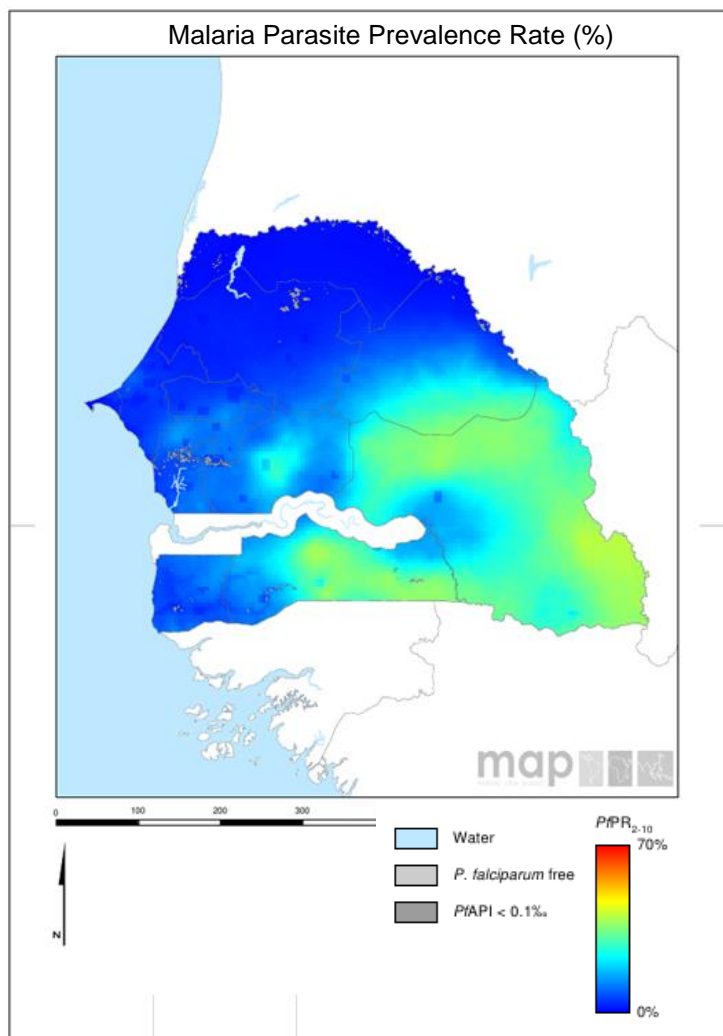 Malaria Parasite Prevalence Rate (%)
map
0 100 200 300
Water
P. falciparum free
PfAPI < 0.1‰
N
PfPR2-10
70%
0%